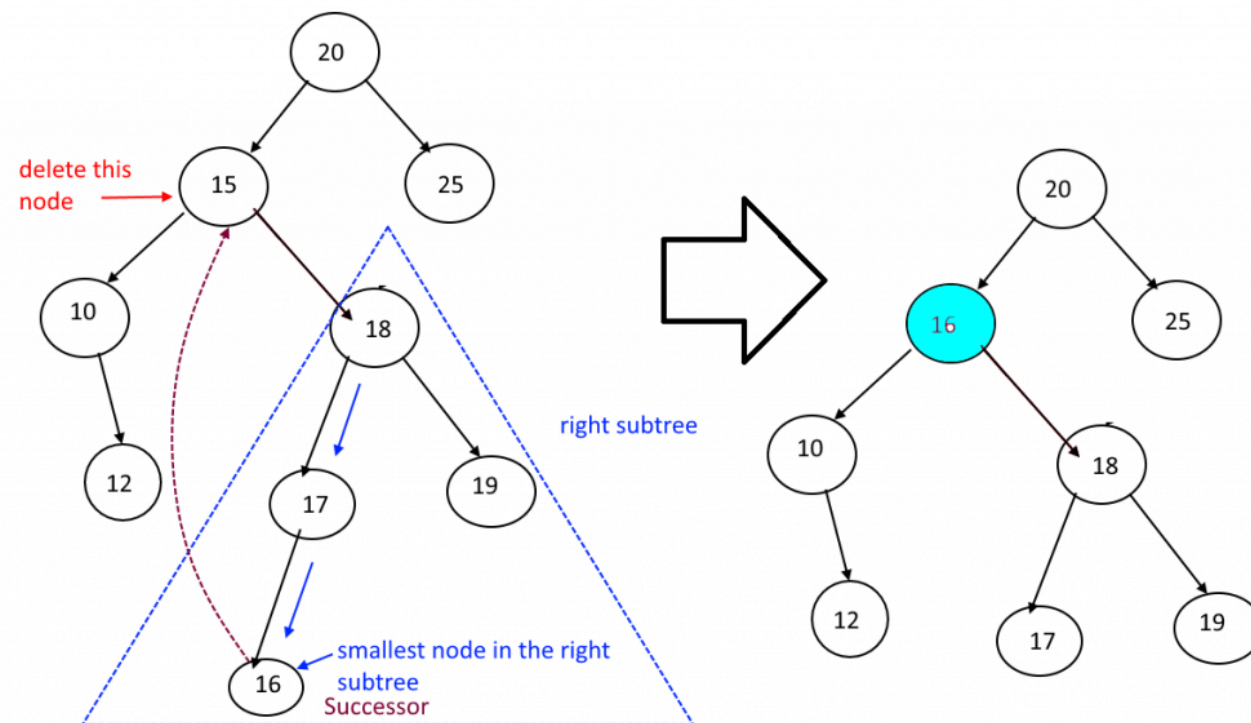 20
delete this
node
15
25
20
10
18
16
25
right subtree
10
18
12
17
19
12
17
19
smallest node in the right
subtree
16
Successor